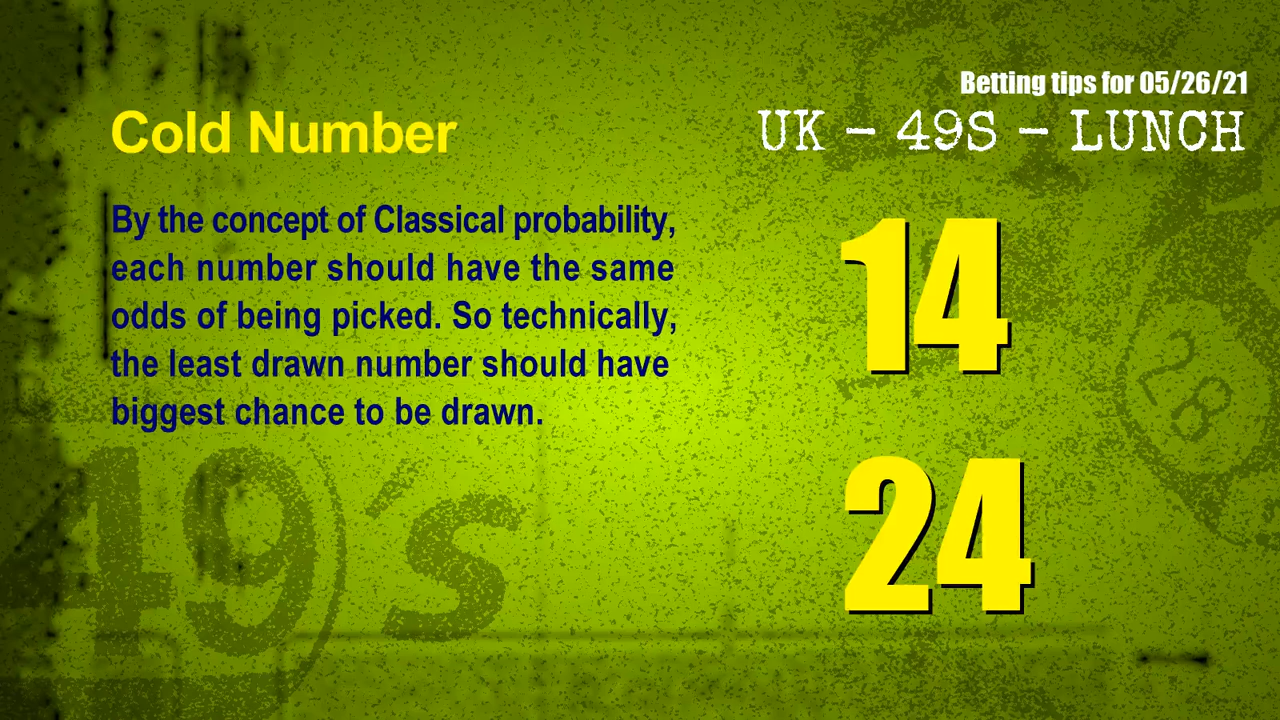 Betting tips for 05/26/21
UK - 49S - LUNCH
Cold Number
By the concept of Classical probability,
each number should have the same
odds of being picked. So technically,
the least drawn number should have
biggest chance to be drawn.
14
24
28
49's